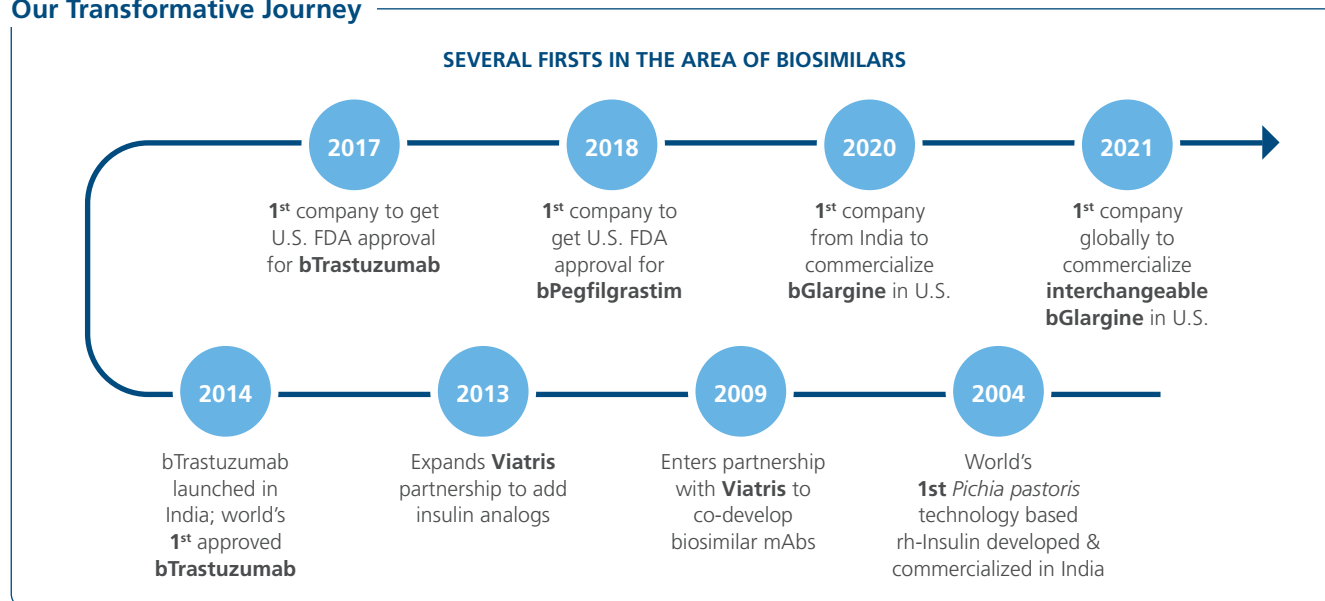 Our Transformative Journey
SEVERAL FIRSTS IN THE AREA OF BIOSIMILARS
2017
1st company to get
U.S. FDA approval
for bTrastuzumab
2018
1st company to
get U.S. FDA
approval for
bPegfilgrastim
2020
1st company
from India to
commercialize
bGlargine in U.S.
2021
1st company
globally to
commercialize
interchangeable
bGlargine in U.S.
2014
bTrastuzumab
launched in
India; world’s
1st approved
bTrastuzumab
2013
Expands Viatris
partnership to add
insulin analogs
2009
Enters partnership
with Viatris to
co-develop
biosimilar mAbs
2004
World’s
1st Pichia pastoris
technology based
rh-Insulin developed &
commercialized in India